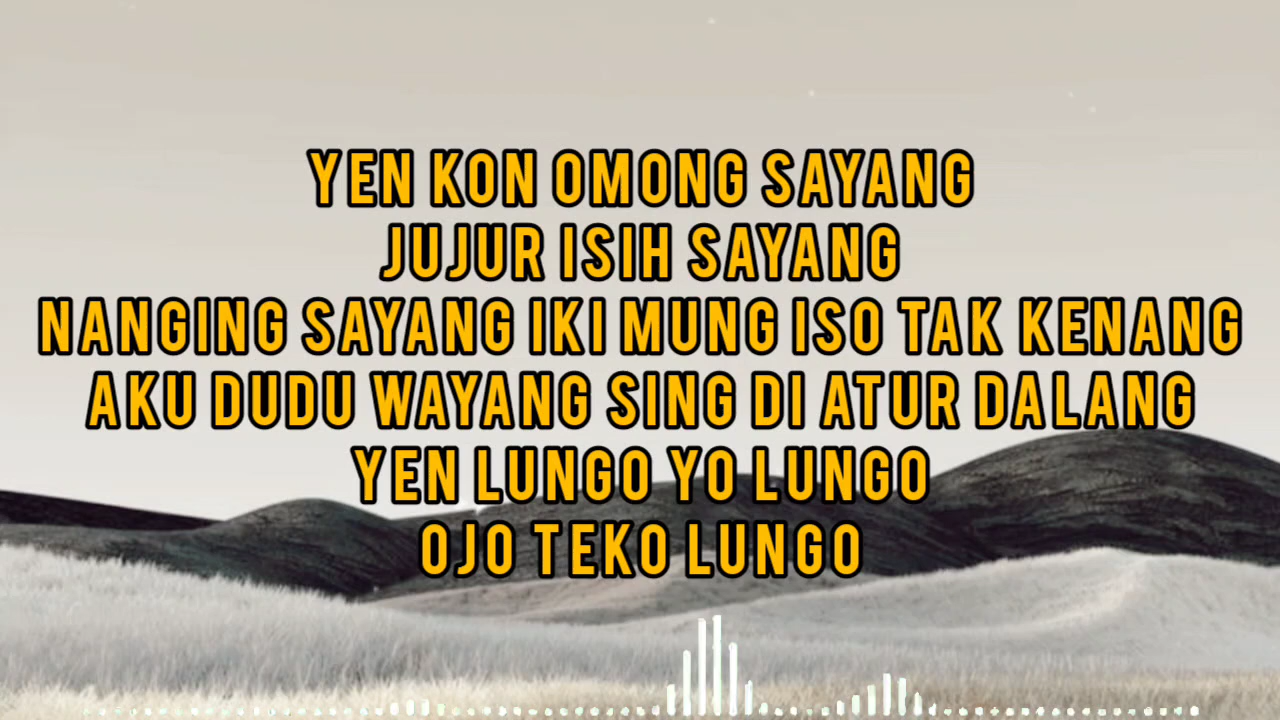 YEN KON OMONG SAYANG
JUJUR ISIH SAYANG
NANGING SAYANG IKI MUNG ISO TAK KENANG
AKU DUDU WAYANG SING DI ATUR DALANG
YEN LUNGO YO LUNGO
OJO TEKO LUNGO